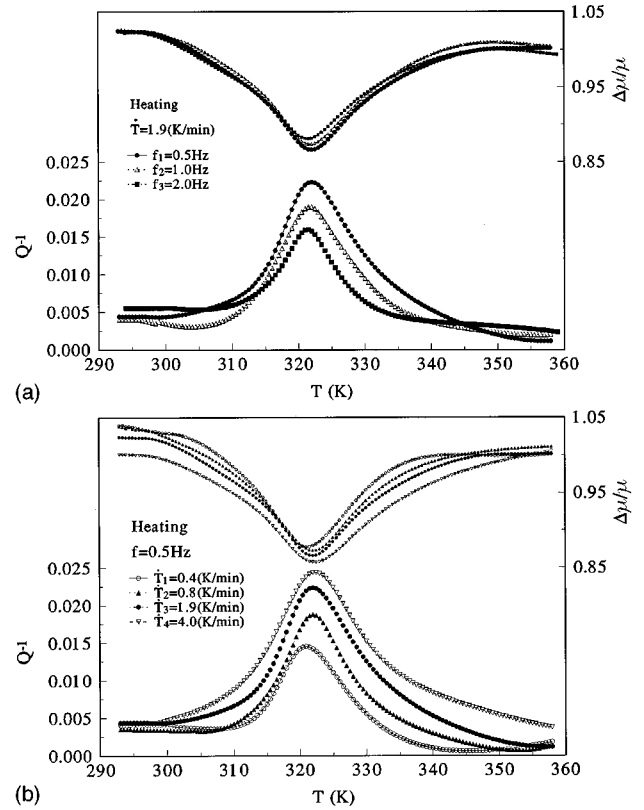 1.05
0.95
Δμ/μ
0.85
Heating
Ṫ=1.9(K/min)
f₁=0.5Hz
f₂=1.0Hz
f₃=2.0Hz
0.025
0.020
0.015
0.010
0.005
0.000
Q⁻¹
290 300 310 320 330 340 350 360
T (K)
(a)
1.05
0.95
Δμ/μ
0.85
Heating
f=0.5Hz
Ṫ₁=0.4(K/min)
Ṫ₂=0.8(K/min)
Ṫ₃=1.9(K/min)
Ṫ₄=4.0(K/min)
0.025
0.020
0.015
0.010
0.005
0.000
Q⁻¹
290 300 310 320 330 340 350 360
T (K)
(b)